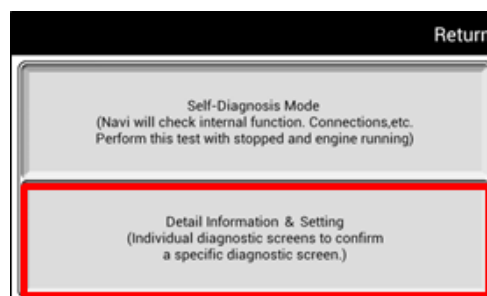 Return
Self-Diagnosis Mode
(Navi will check internal function. Connections,etc.
Perform this test with stopped and engine running)
Detail Information & Setting
(Individual diagnostic screens to confirm
a specific diagnostic screen.)